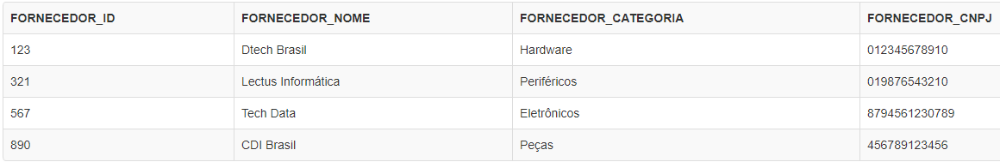 FORNECEDOR_ID FORNECEDOR_NOME FORNECEDOR_CATEGORIA FORNECEDOR_CNPJ
123 Dtech Brasil Hardware 012345678910
321 Lectus Informática Periféricos 019876543210
567 Tech Data Eletrônicos 8794561230789
890 CDI Brasil Peças 456789123456